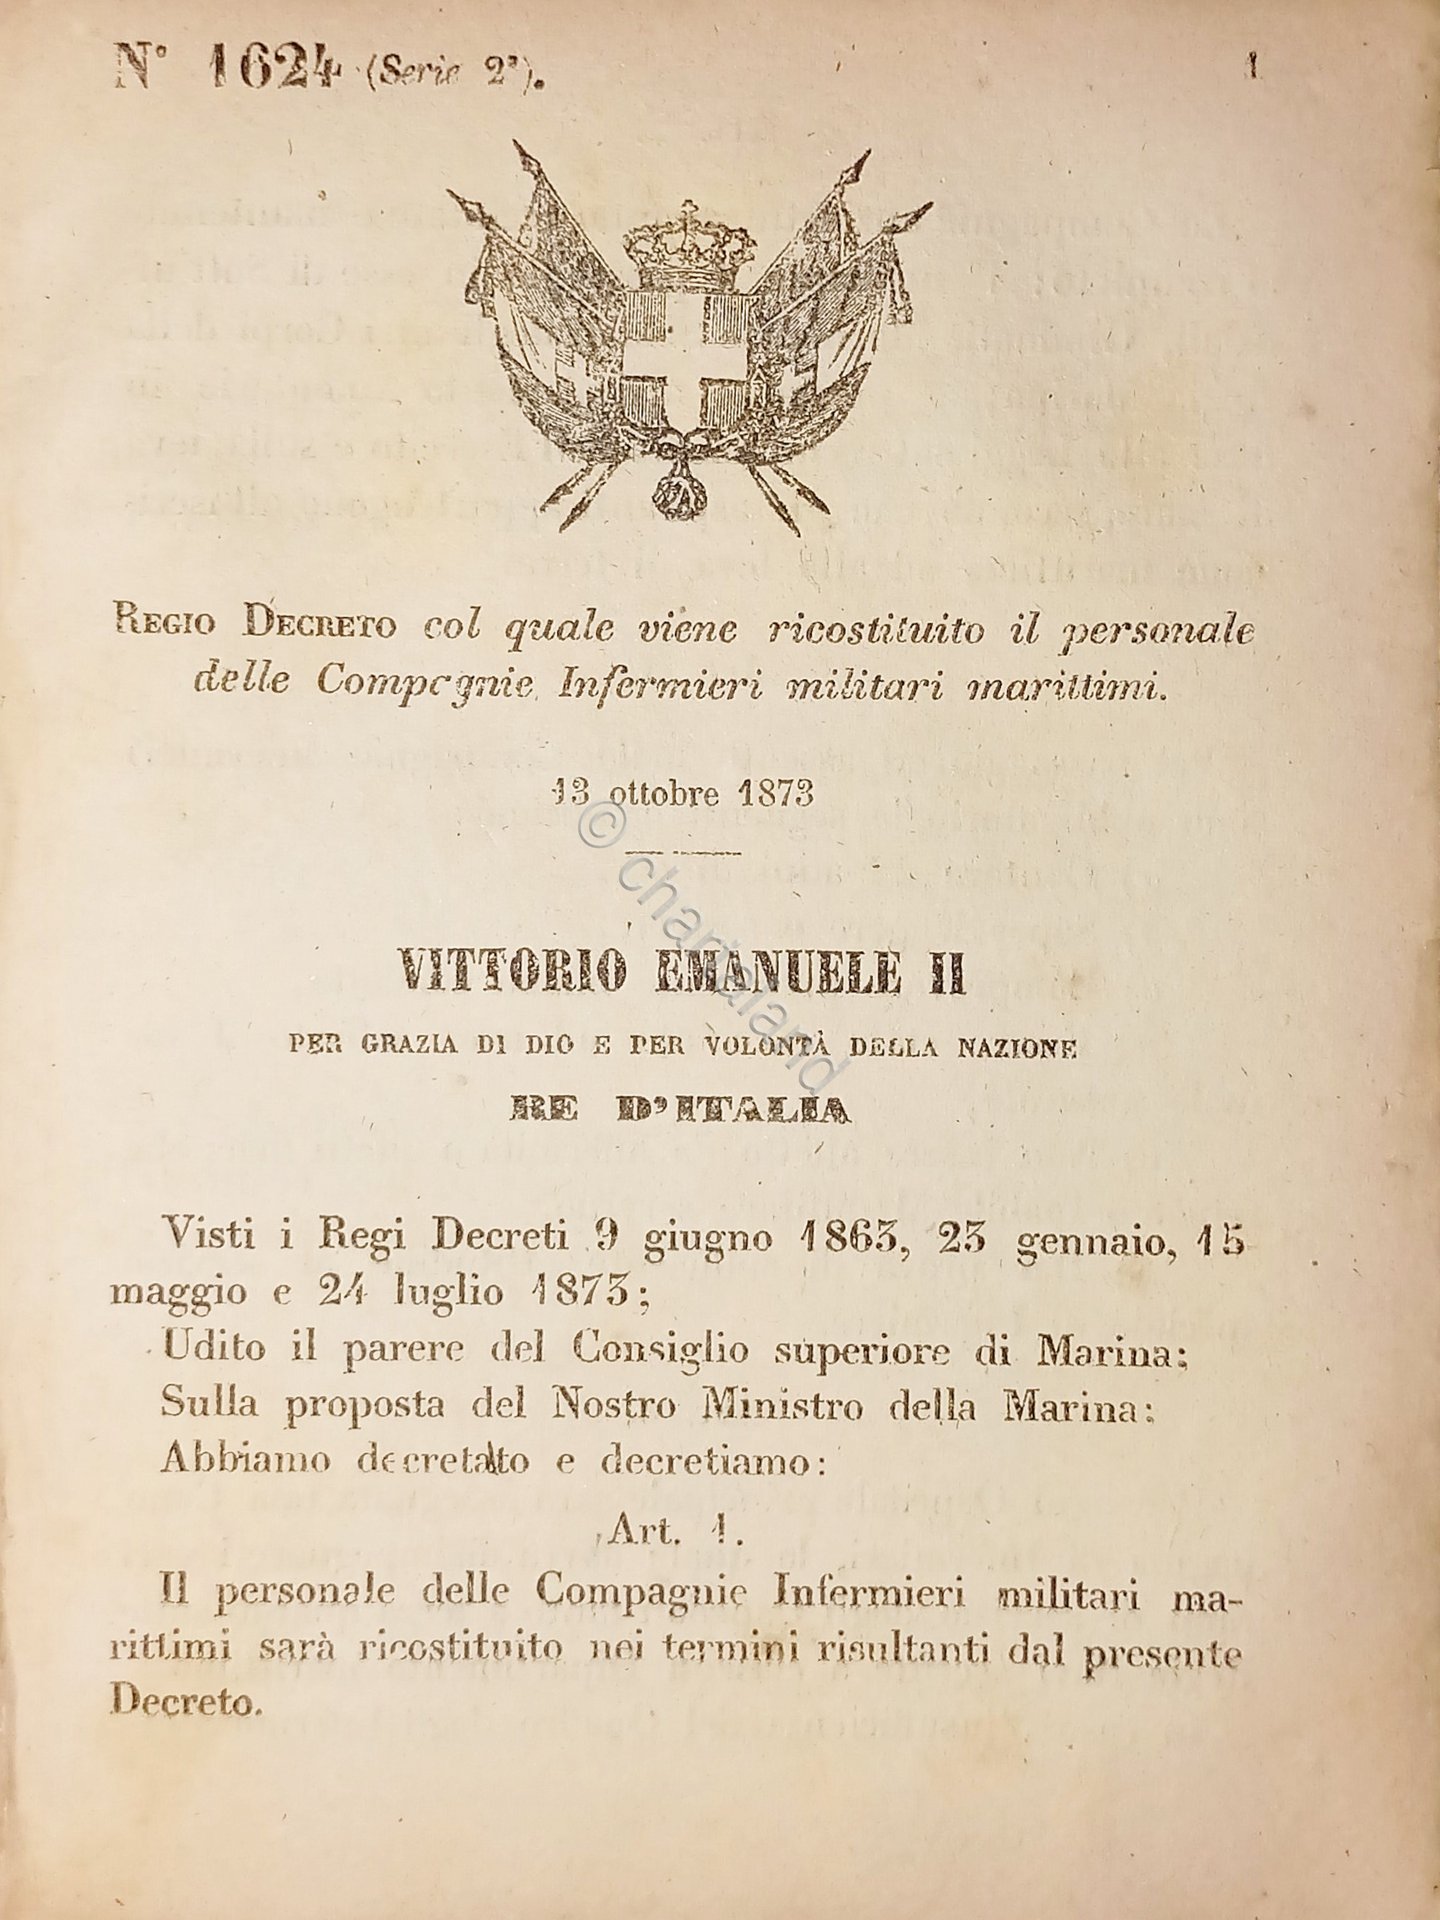 N° 1624 (Serie 2ª).
1
REGIO DECRETO col quale viene ricostituito il personale
delle Compagnie Infermieri militari marittimi.
13 ottobre 1873
VITTORIO EMANUELE II
PER GRAZIA DI DIO E PER VOLONTÀ DELLA NAZIONE
RE D'ITALIA
Visti i Regi Decreti 9 giugno 1863, 23 gennaio, 15
maggio e 24 luglio 1873;
Udito il parere del Consiglio superiore di Marina;
Sulla proposta del Nostro Ministro della Marina:
Abbiamo decretato e decretiamo:
Art. 1.
Il personale delle Compagnie Infermieri militari ma-
rittimi sarà ricostituito nei termini risultanti dal presente
Decreto.
© charialand